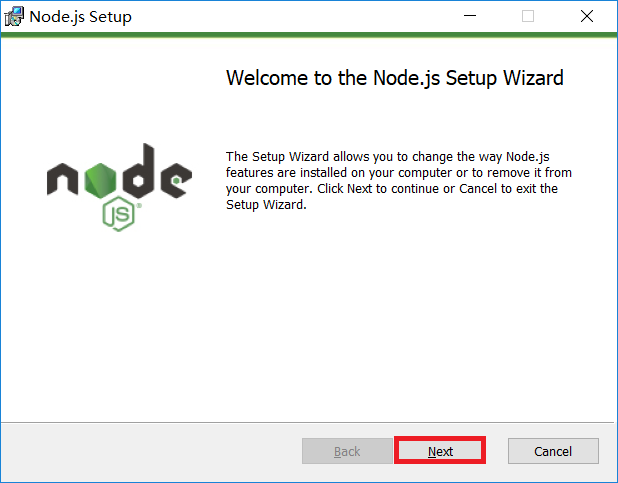 Node.js Setup
Welcome to the Node.js Setup Wizard
node
JS
The Setup Wizard allows you to change the way Node.js
features are installed on your computer or to remove it from
your computer. Click Next to continue or Cancel to exit the
Setup Wizard.
Back Next Cancel